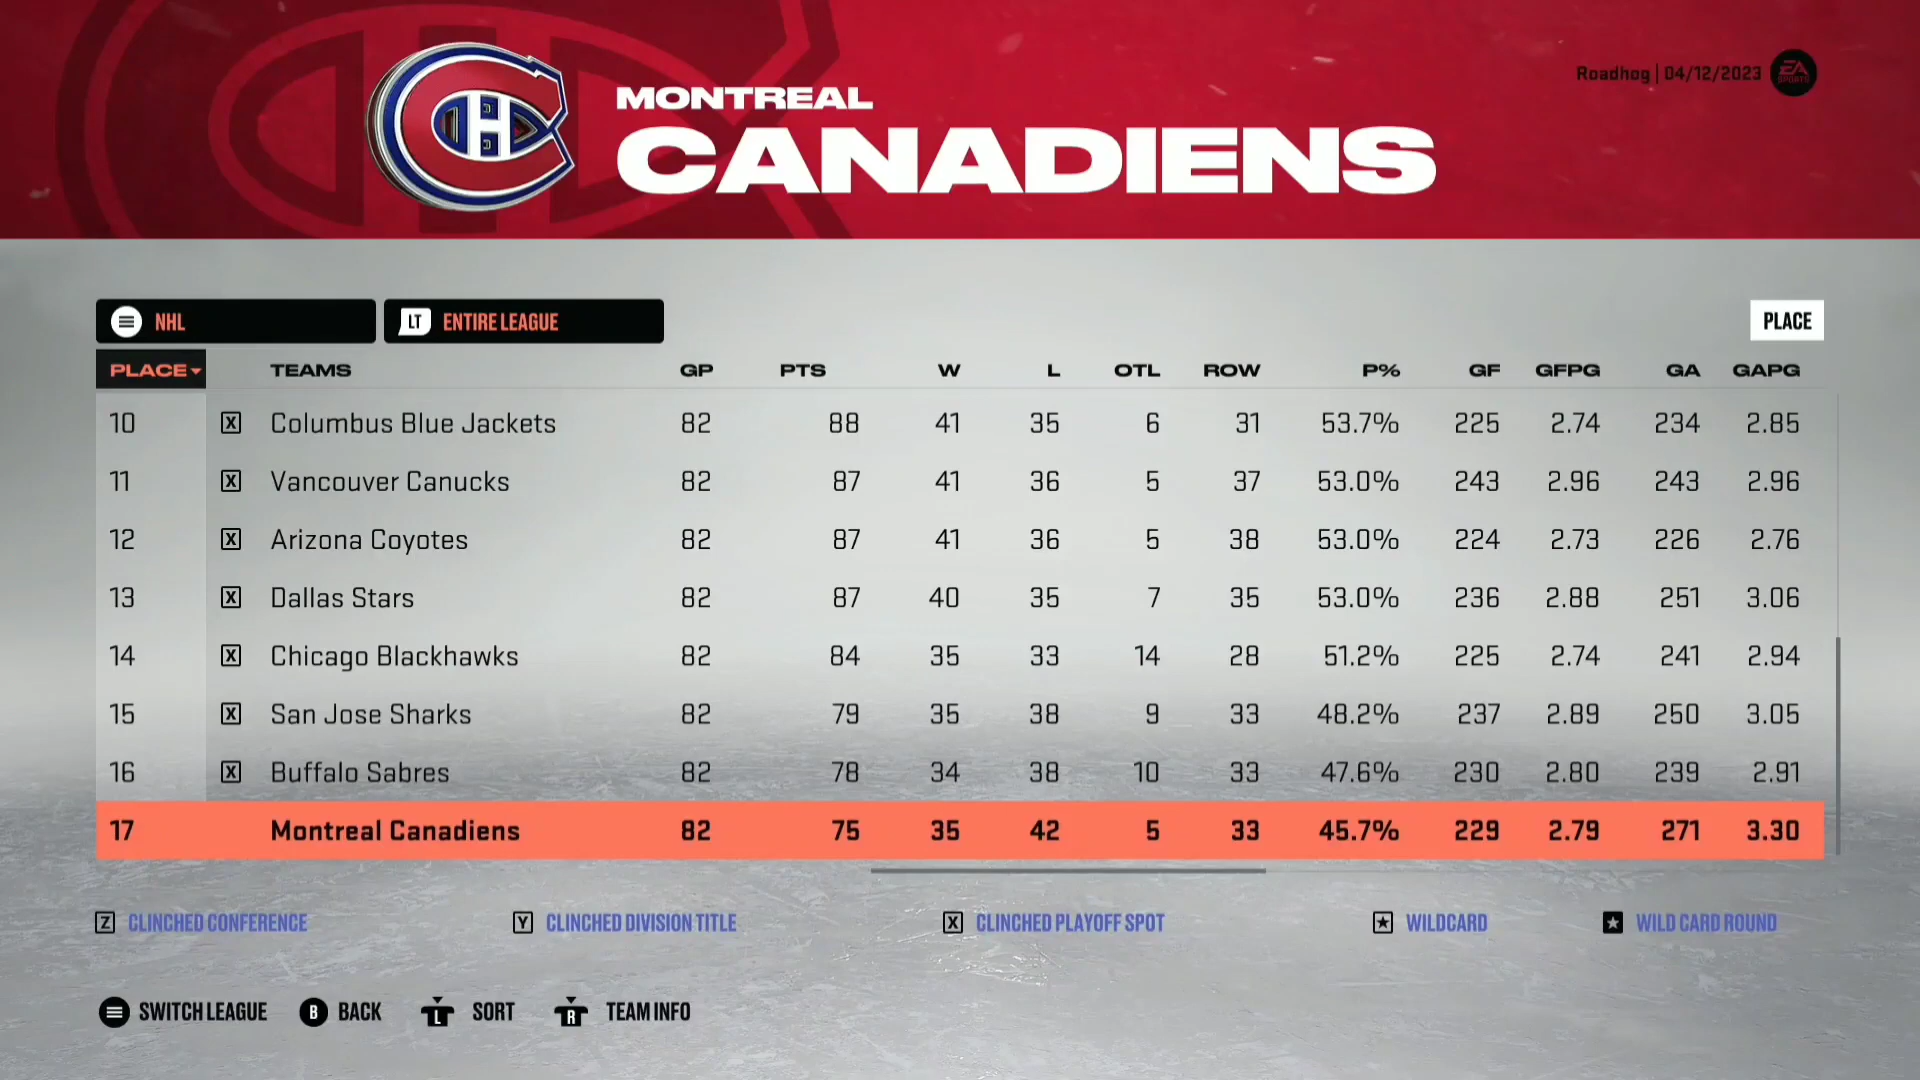 MONTREAL
CANADIENS
Roadhog | 04/12/2023
EA SPORTS
NHL
LT ENTIRE LEAGUE
PLACE
PLACE TEAMS GP PTS W L OTL ROW P% GF GFPG GA GAPG
10 X Columbus Blue Jackets 82 88 41 35 6 31 53.7% 225 2.74 234 2.85
11 X Vancouver Canucks 82 87 41 36 5 37 53.0% 243 2.96 243 2.96
12 X Arizona Coyotes 82 87 41 36 5 38 53.0% 224 2.73 226 2.76
13 X Dallas Stars 82 87 40 35 7 35 53.0% 236 2.88 251 3.06
14 X Chicago Blackhawks 82 84 35 33 14 28 51.2% 225 2.74 241 2.94
15 X San Jose Sharks 82 79 35 38 9 33 48.2% 237 2.89 250 3.05
16 X Buffalo Sabres 82 78 34 38 10 33 47.6% 230 2.80 239 2.91
17 Montreal Canadiens 82 75 35 42 5 33 45.7% 229 2.79 271 3.30
Z CLINCHED CONFERENCE Y CLINCHED DIVISION TITLE X CLINCHED PLAYOFF SPOT ★ WILDCARD ★ WILD CARD ROUND
SWITCH LEAGUE B BACK L SORT R TEAM INFO